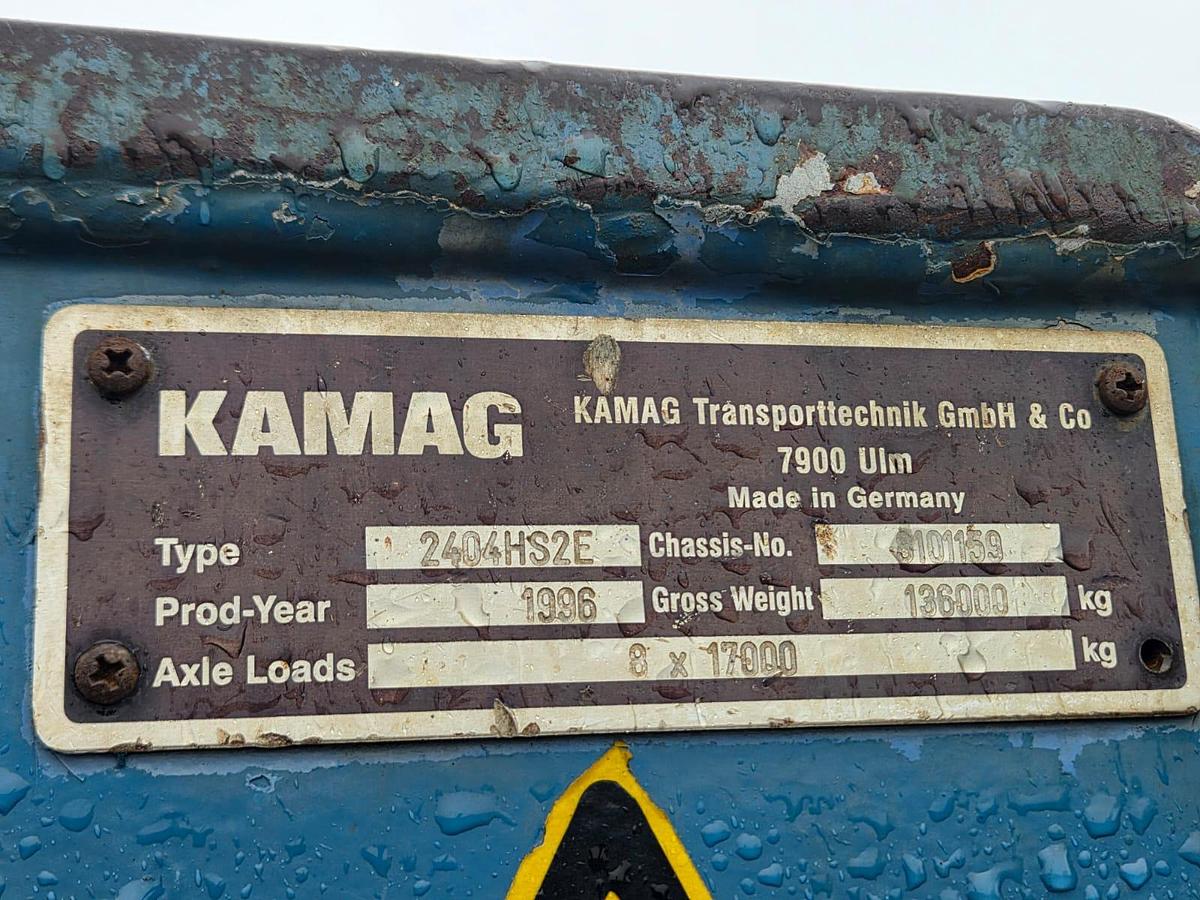 KAMAG
KAMAG Transporttechnik GmbH & Co
7900 Ulm
Made in Germany
Type 2404HS2E Chassis-No.
Prod-Year 1996 Gross Weight 136000 kg
Axle Loads 8 x 17000 kg